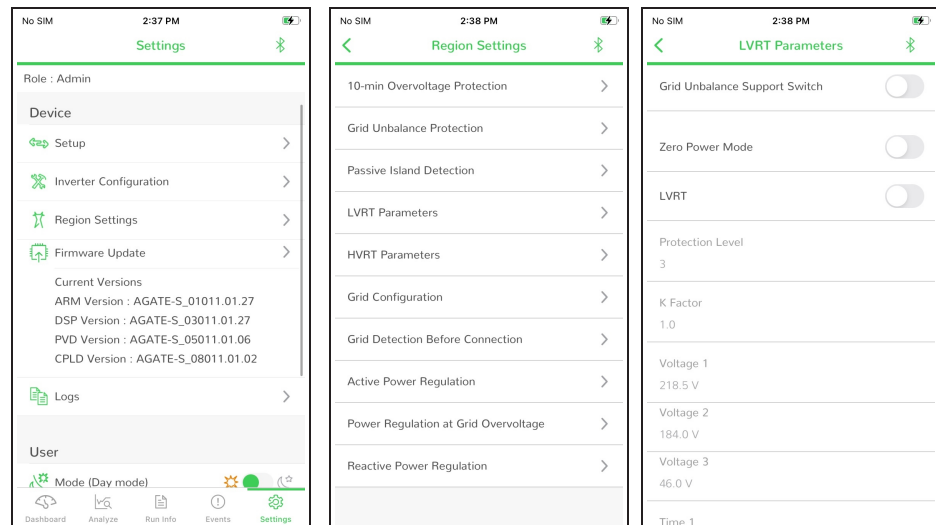 No SIM
2:37 PM
Settings
Role : Admin
Device
Setup
Inverter Configuration
Region Settings
Firmware Update
Current Versions
ARM Version : AGATE-S_01011.01.27
DSP Version : AGATE-S_03011.01.27
PVD Version : AGATE-S_05011.01.06
CPLD Version : AGATE-S_08011.01.02
Logs
User
Mode (Day mode)
Dashboard
Analyze
Run Info
Events
Settings
No SIM
2:38 PM
Region Settings
10-min Overvoltage Protection
Grid Unbalance Protection
Passive Island Detection
LVRT Parameters
HVRT Parameters
Grid Configuration
Grid Detection Before Connection
Active Power Regulation
Power Regulation at Grid Overvoltage
Reactive Power Regulation
No SIM
2:38 PM
LVRT Parameters
Grid Unbalance Support Switch
Zero Power Mode
LVRT
Protection Level
3
K Factor
1.0
Voltage 1
218.5 V
Voltage 2
184.0 V
Voltage 3
46.0 V
Time 1